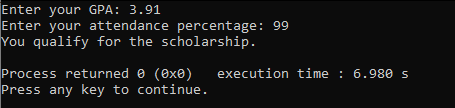 Enter your GPA: 3.91
Enter your attendance percentage: 99
You qualify for the scholarship.
Process returned 0 (0x0)   execution time : 6.980 s
Press any key to continue.